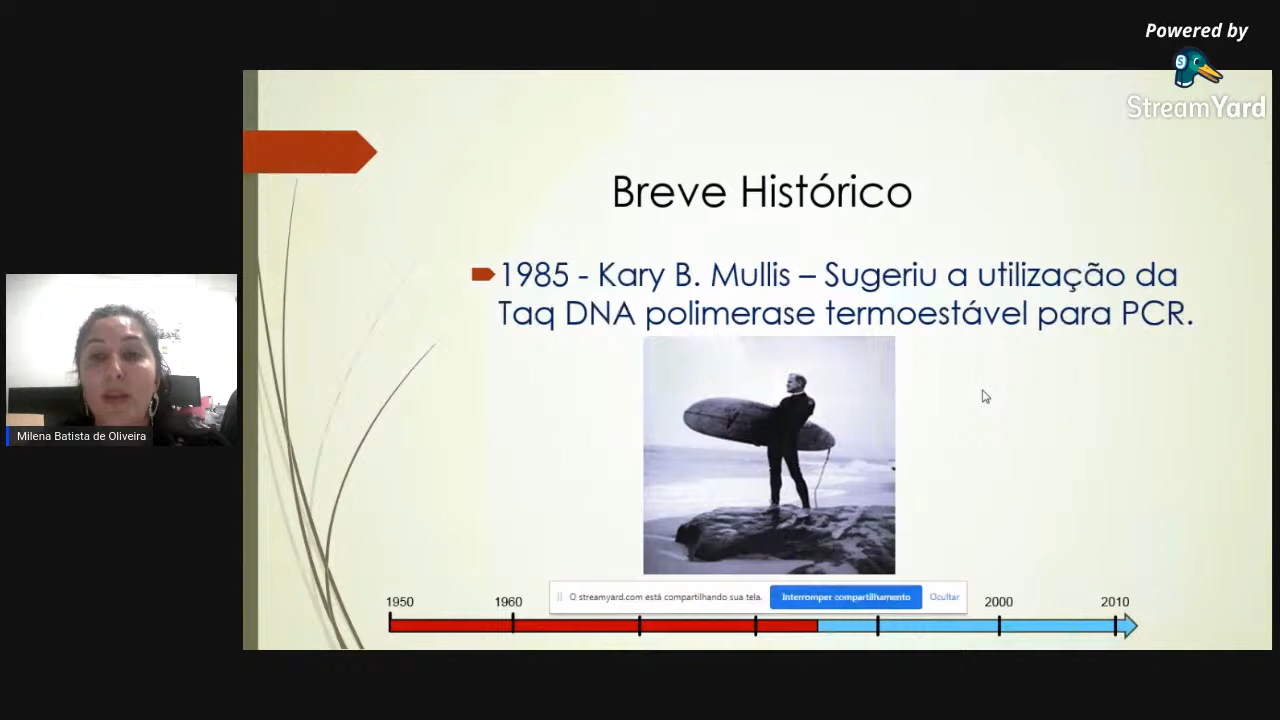 Powered by
StreamYard
Breve Histórico
1985 - Kary B. Mullis – Sugeriu a utilização da
Taq DNA polimerase termoestável para PCR.
Milena Batista de Oliveira
O streamyard.com está compartilhando sua tela.
Interromper compartilhamento
Ocultar
1950
1960
2000
2010